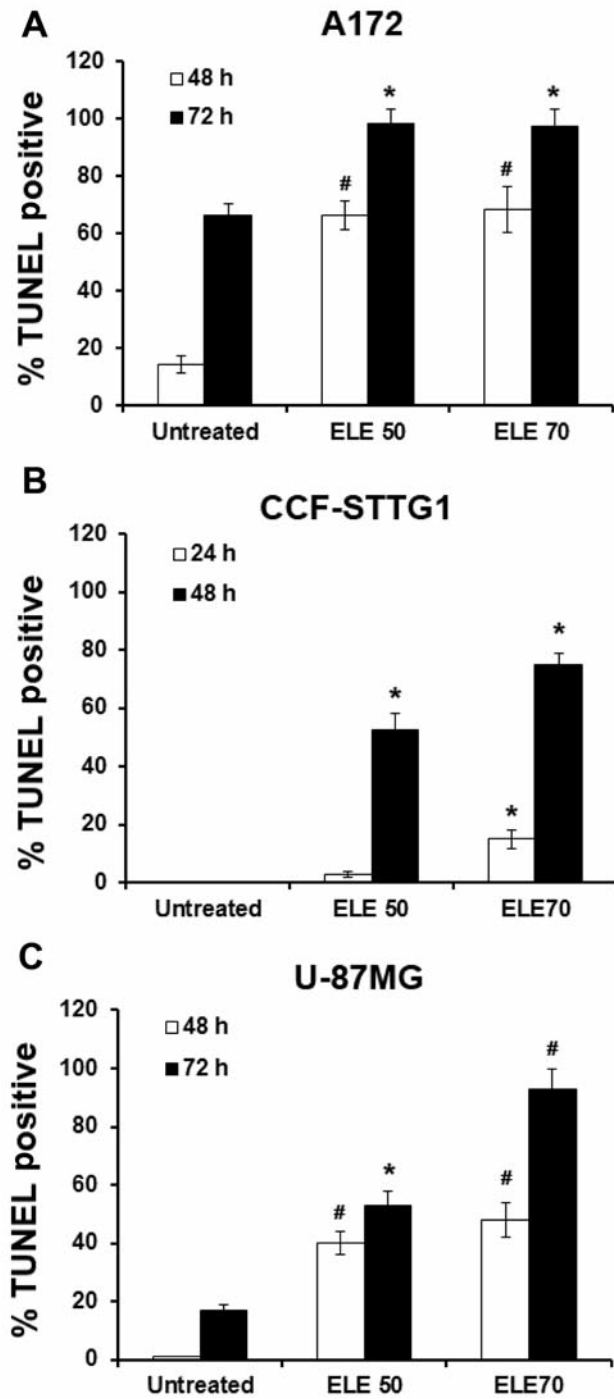 A
A172
120
48 h
72 h
100
80
60
40
20
0
% TUNEL positive
*
*
#
#
Untreated
ELE 50
ELE 70
B
CCF-STTG1
120
24 h
48 h
100
80
60
40
20
0
% TUNEL positive
*
*
*
Untreated
ELE 50
ELE70
C
U-87MG
120
48 h
72 h
100
80
60
40
20
0
% TUNEL positive
#
*
#
#
Untreated
ELE 50
ELE70